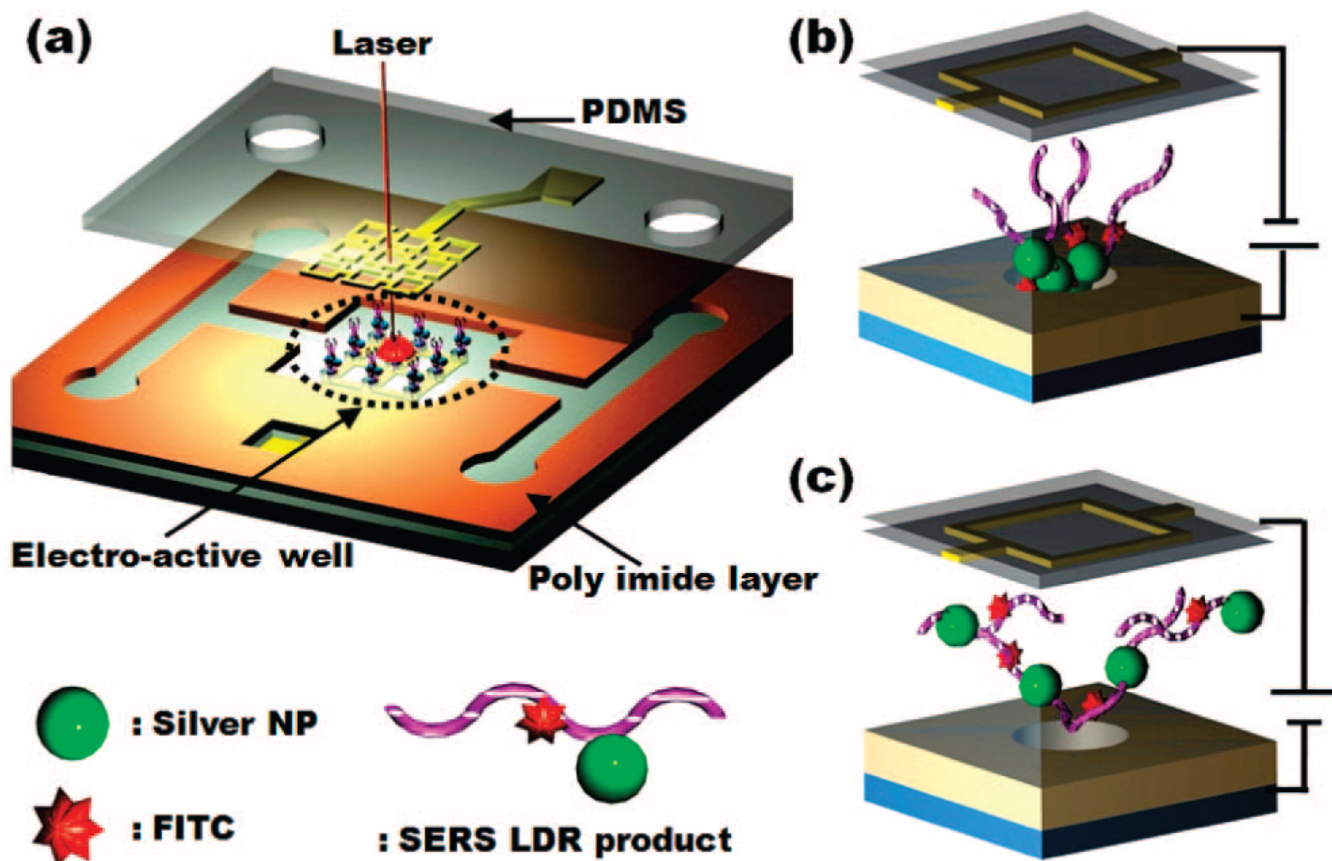 (a)
Laser
PDMS
Electro-active well
Poly imide layer
: Silver NP
: FITC
: SERS LDR product
(b)
(c)